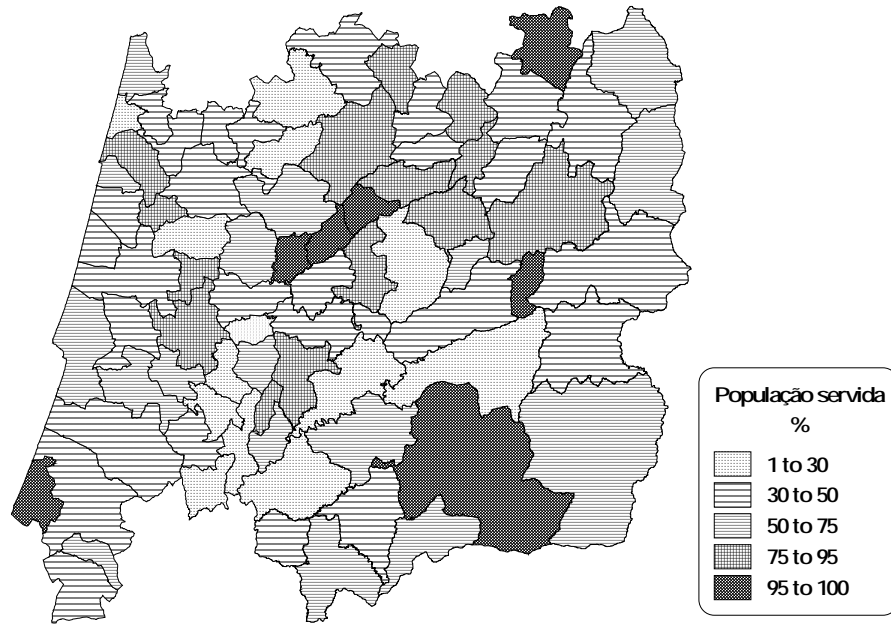 População servida
%
1 to 30
30 to 50
50 to 75
75 to 95
95 to 100